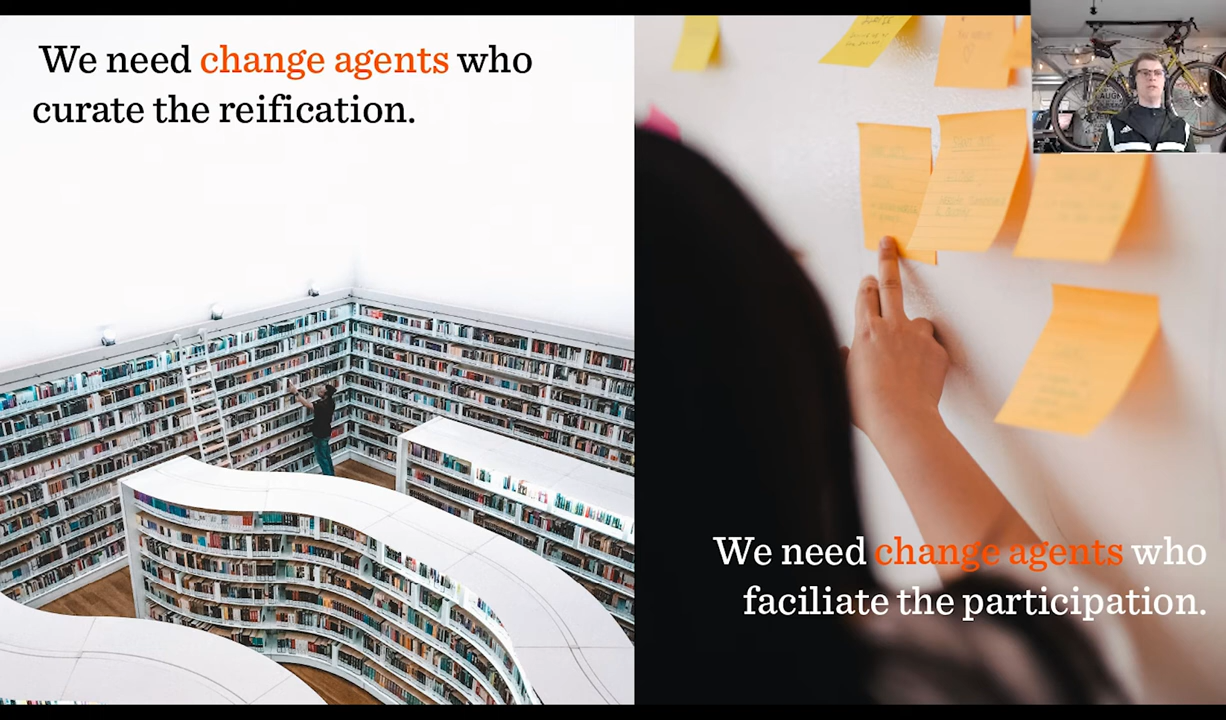 We need change agents who
curate the reification.
We need change agents who
faciliate the participation.